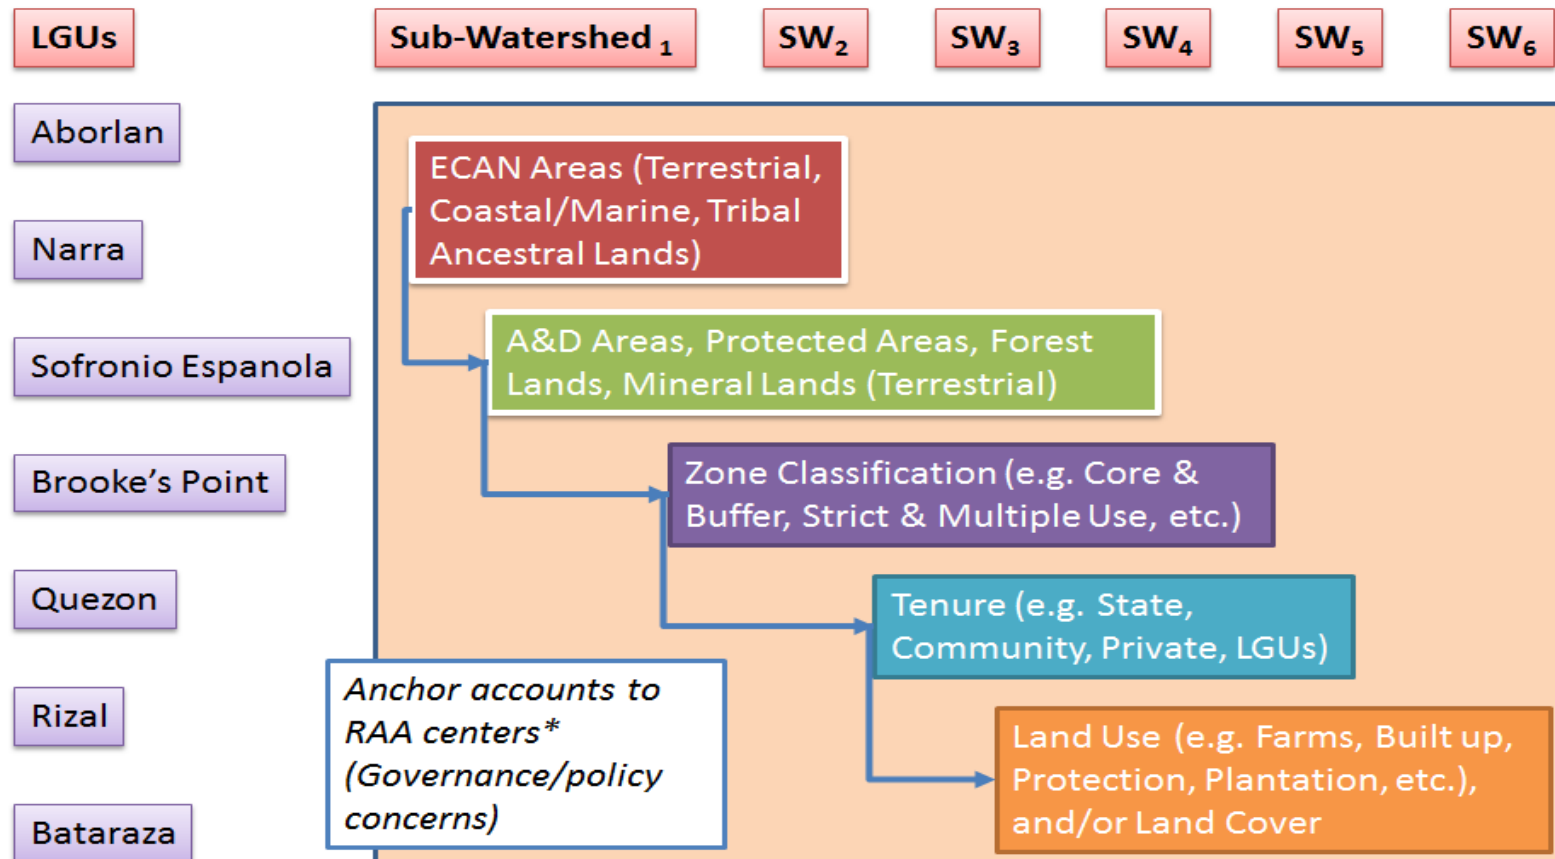 LGUs
Sub-Watershed 1
SW2
SW3
SW4
SW5
SW6
Aborlan
Narra
Sofronio Espanola
Brooke’s Point
Quezon
Rizal
Bataraza
ECAN Areas (Terrestrial,
Coastal/Marine, Tribal
Ancestral Lands)
A&D Areas, Protected Areas, Forest
Lands, Mineral Lands (Terrestrial)
Zone Classification (e.g. Core &
Buffer, Strict & Multiple Use, etc.)
Tenure (e.g. State,
Community, Private, LGUs)
Land Use (e.g. Farms, Built up,
Protection, Plantation, etc.),
and/or Land Cover
Anchor accounts to
RAA centers*
(Governance/policy
concerns)